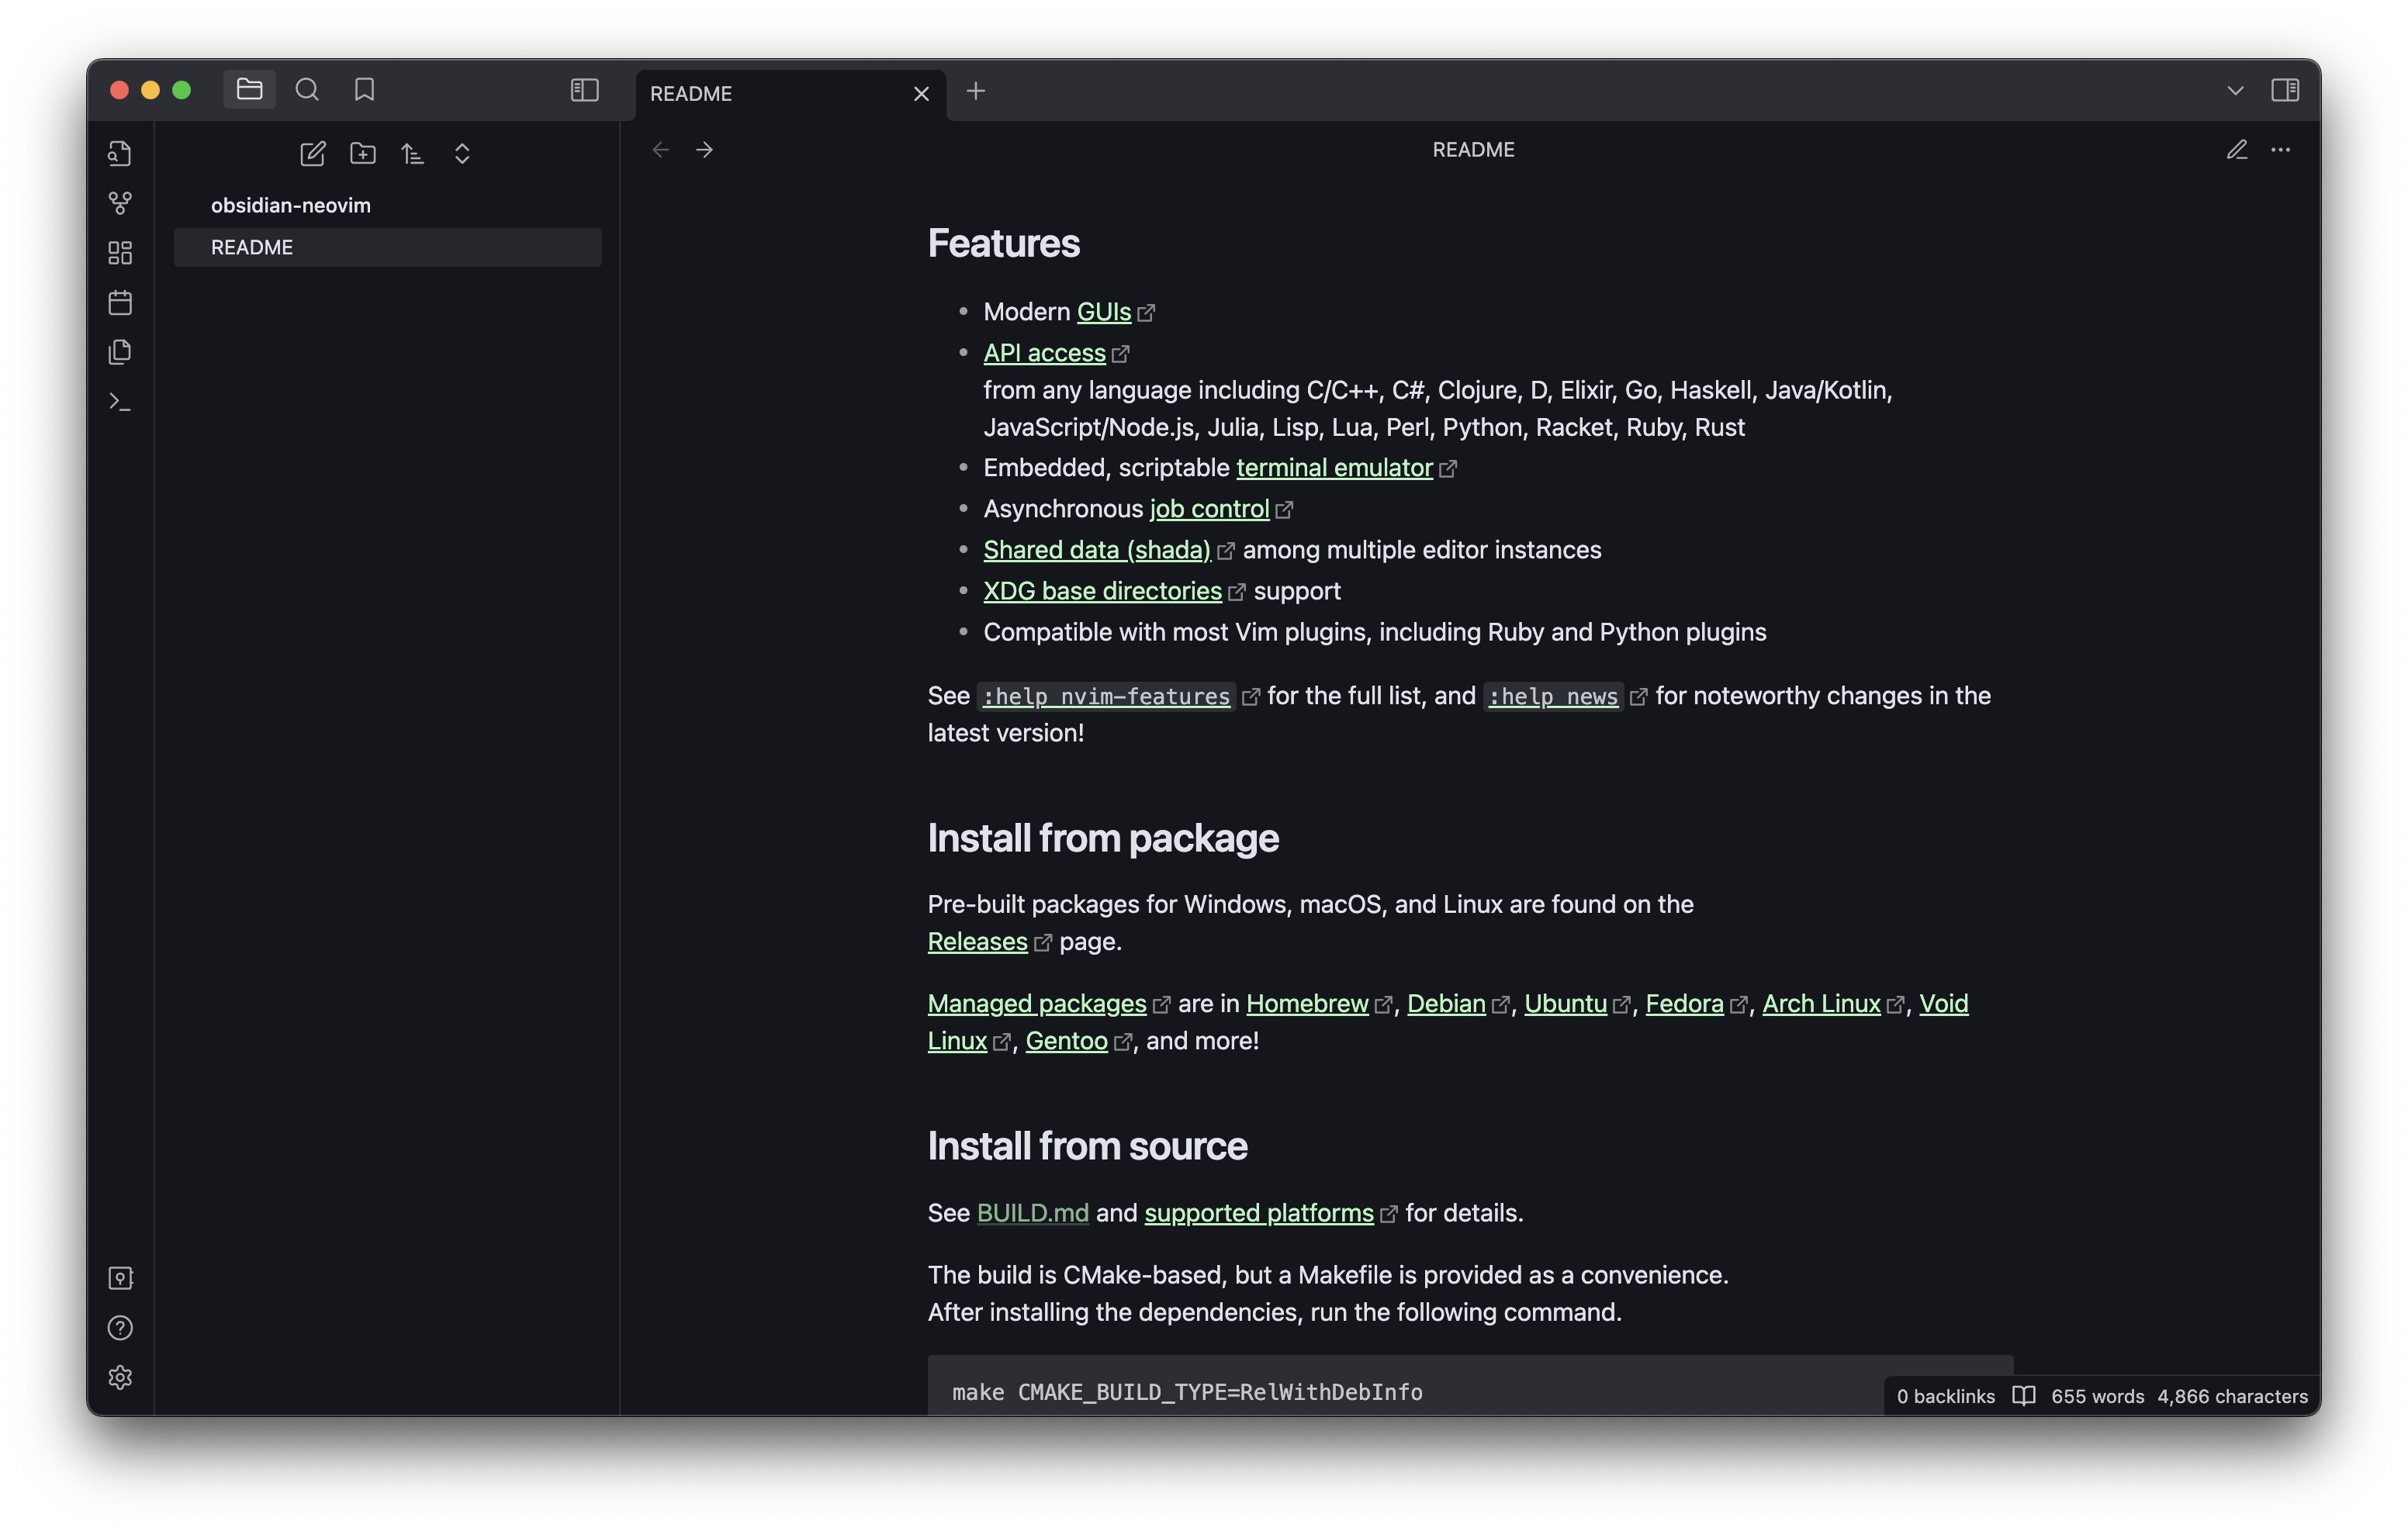 README
obsidian-neovim
README
README
Features
Modern GUIs
API access
from any language including C/C++, C#, Clojure, D, Elixir, Go, Haskell, Java/Kotlin,
JavaScript/Node.js, Julia, Lisp, Lua, Perl, Python, Racket, Ruby, Rust
Embedded, scriptable terminal emulator
Asynchronous job control
Shared data (shada) among multiple editor instances
XDG base directories support
Compatible with most Vim plugins, including Ruby and Python plugins
See :help nvim-features for the full list, and :help news for noteworthy changes in the
latest version!
Install from package
Pre-built packages for Windows, macOS, and Linux are found on the
Releases page.
Managed packages are in Homebrew, Debian, Ubuntu, Fedora, Arch Linux, Void
Linux, Gentoo, and more!
Install from source
See BUILD.md and supported platforms for details.
The build is CMake-based, but a Makefile is provided as a convenience.
After installing the dependencies, run the following command.
make CMAKE_BUILD_TYPE=RelWithDebInfo
0 backlinks 655 words 4,866 characters